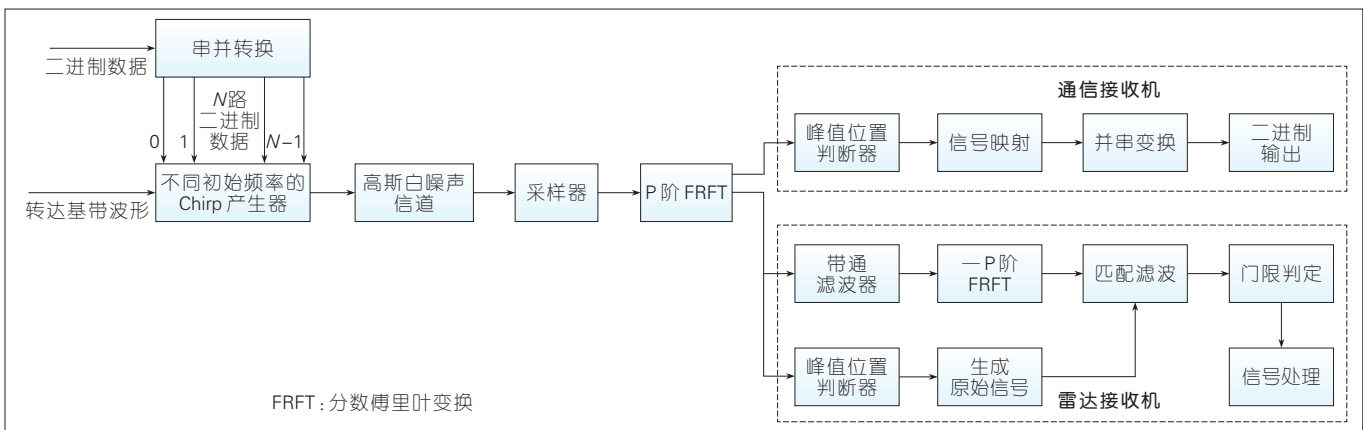 串并转换
二进制数据
N路
二进制
数据
0
1
N–1
不同初始频率的
Chirp 产生器
转达基带波形
高斯白噪声
信道
采样器
P 阶 FRFT
通信接收机
峰值位置
判断器
信号映射
并串变换
二进制
输出
带通
滤波器
—P 阶
FRFT
匹配滤波
门限判定
峰值位置
判断器
生成
原始信号
信号处理
雷达接收机
FRFT：分数傅里叶变换